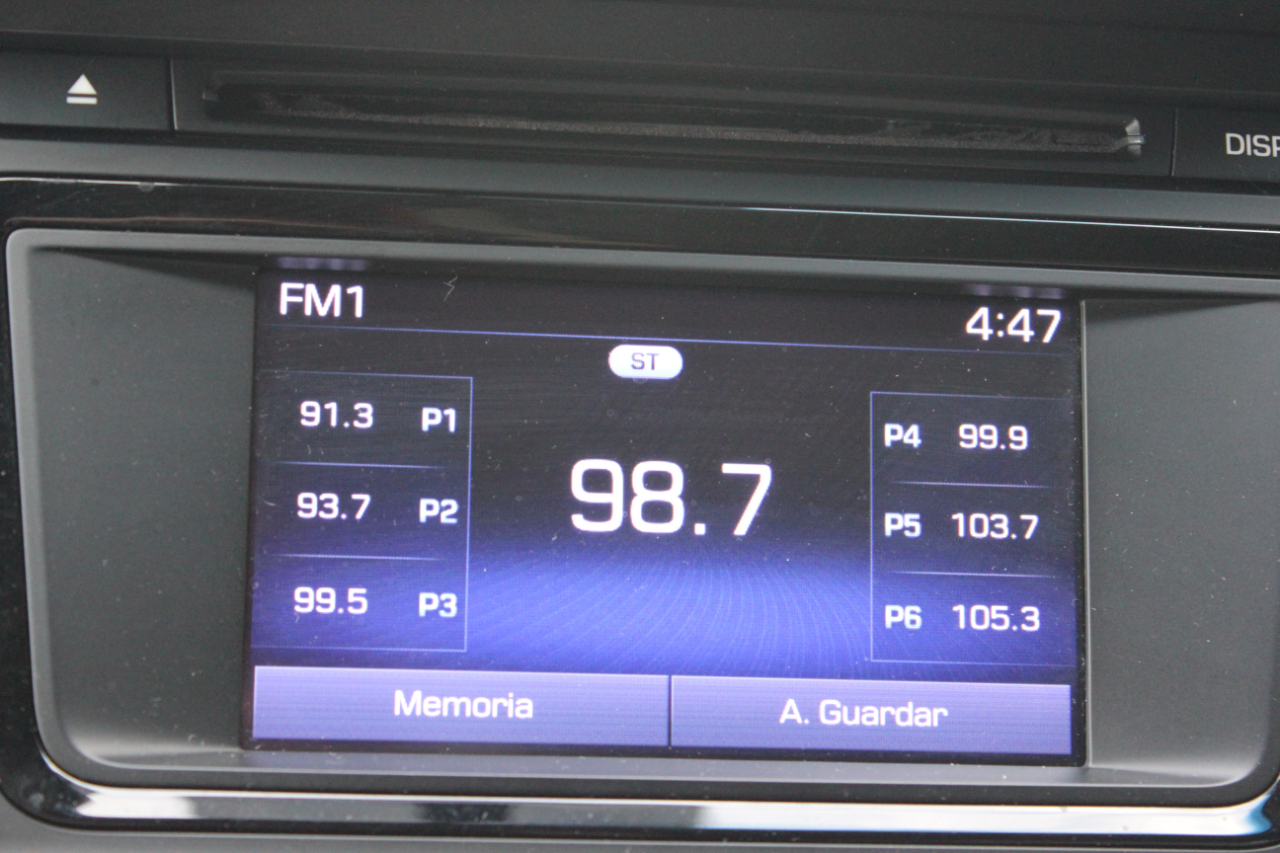 DISP
FM1
4:47
ST
91.3 P1
93.7 P2
99.5 P3
98.7
P4 99.9
P5 103.7
P6 105.3
Memoria
A. Guardar